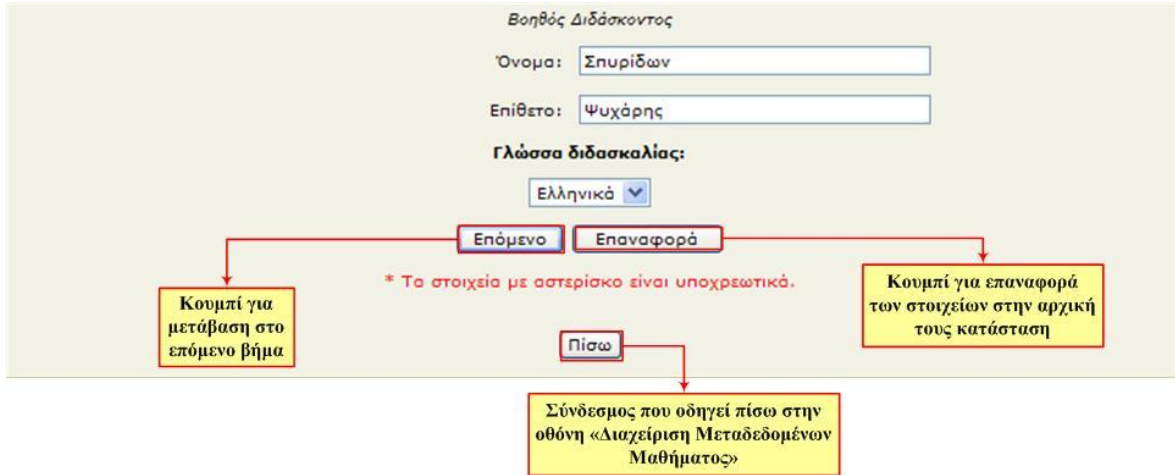 Βοηθός Διδάσκοντος
Όνομα: Σπυρίδων
Επίθετο: Ψυχάρης
Γλώσσα διδασκαλίας:
Ελληνικά
Επόμενο Επαναφορά
* Τα στοιχεία με αστερίσκο είναι υποχρεωτικά.
Κουμπί για
μετάβαση στο
επόμενο βήμα
Κουμπί για επαναφορά
των στοιχείων στην αρχική
τους κατάσταση
Πίσω
Σύνδεσμος που οδηγεί πίσω στην
οθόνη «Διαχείριση Μεταδεδομένων
Μαθήματος»